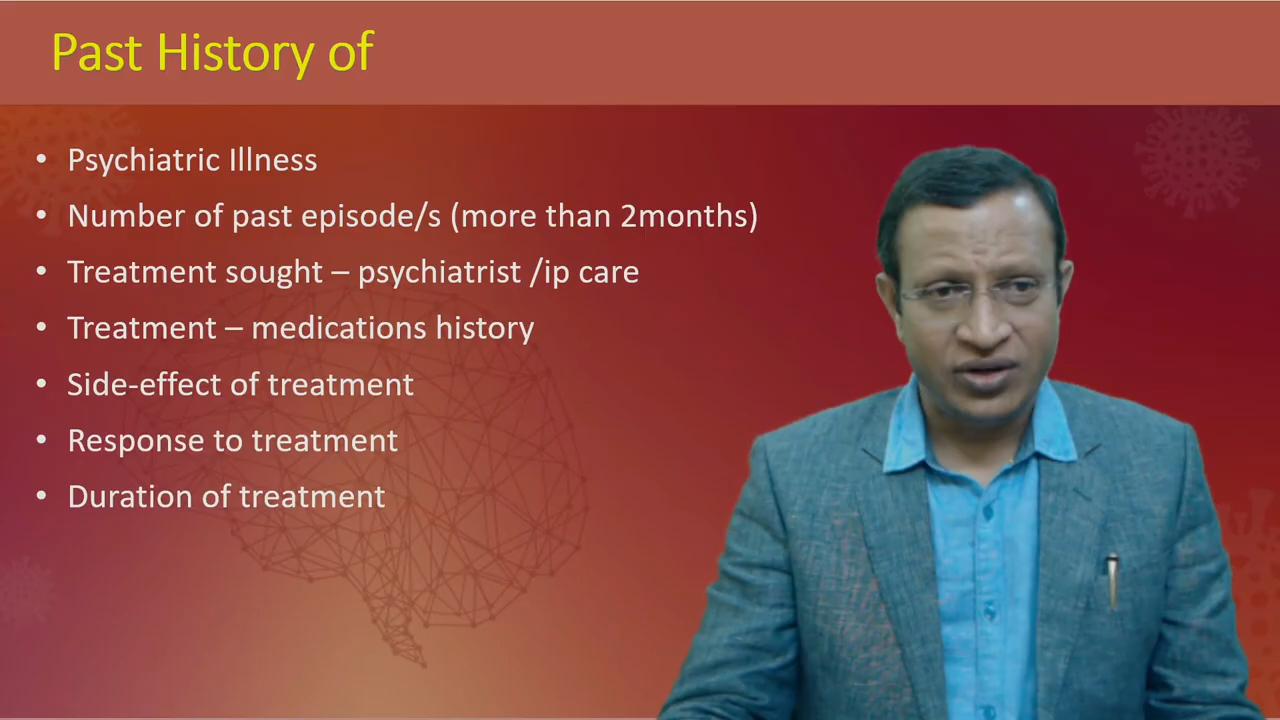 Past History of
• Psychiatric Illness
• Number of past episode/s (more than 2months)
• Treatment sought – psychiatrist /ip care
• Treatment – medications history
• Side-effect of treatment
• Response to treatment
• Duration of treatment